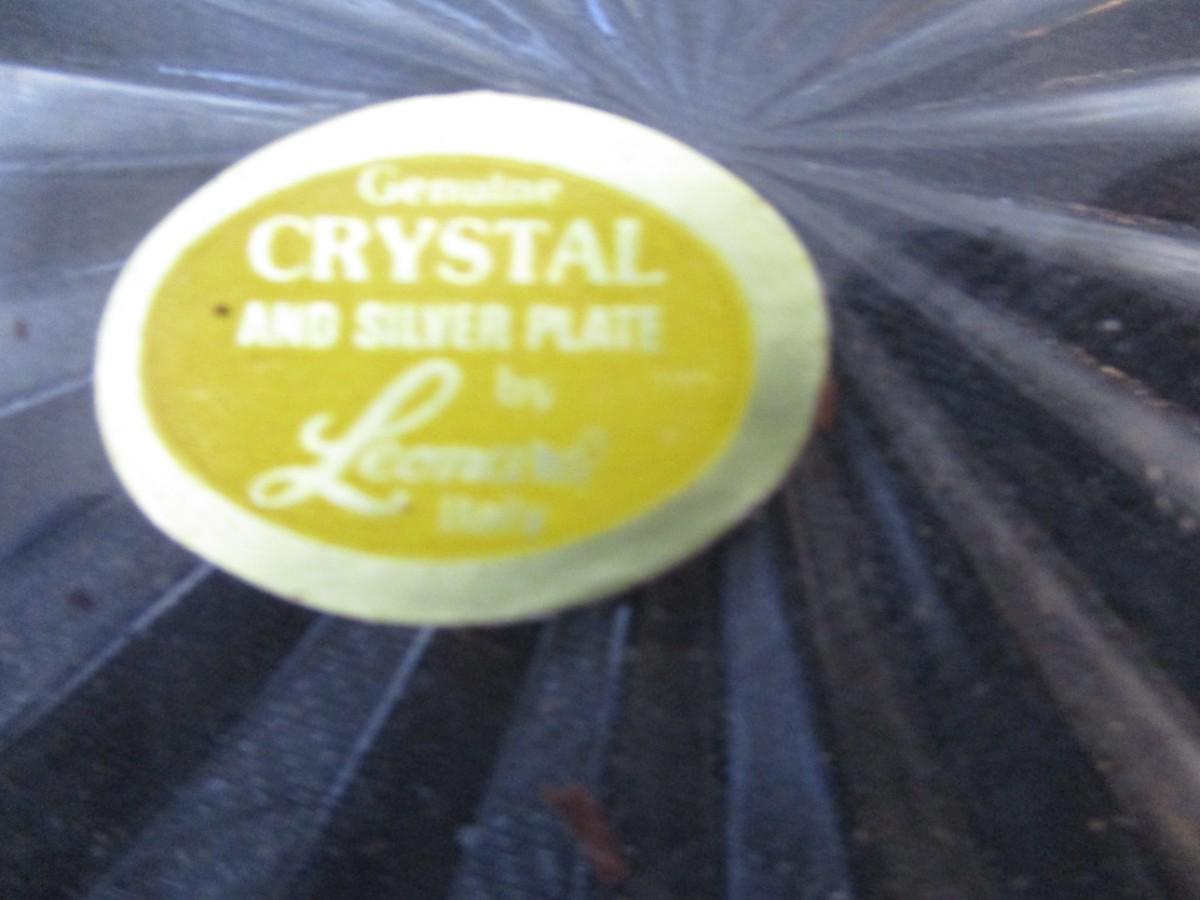 Genuine
CRYSTAL
AND SILVER PLATE
by
Leonard
Italy